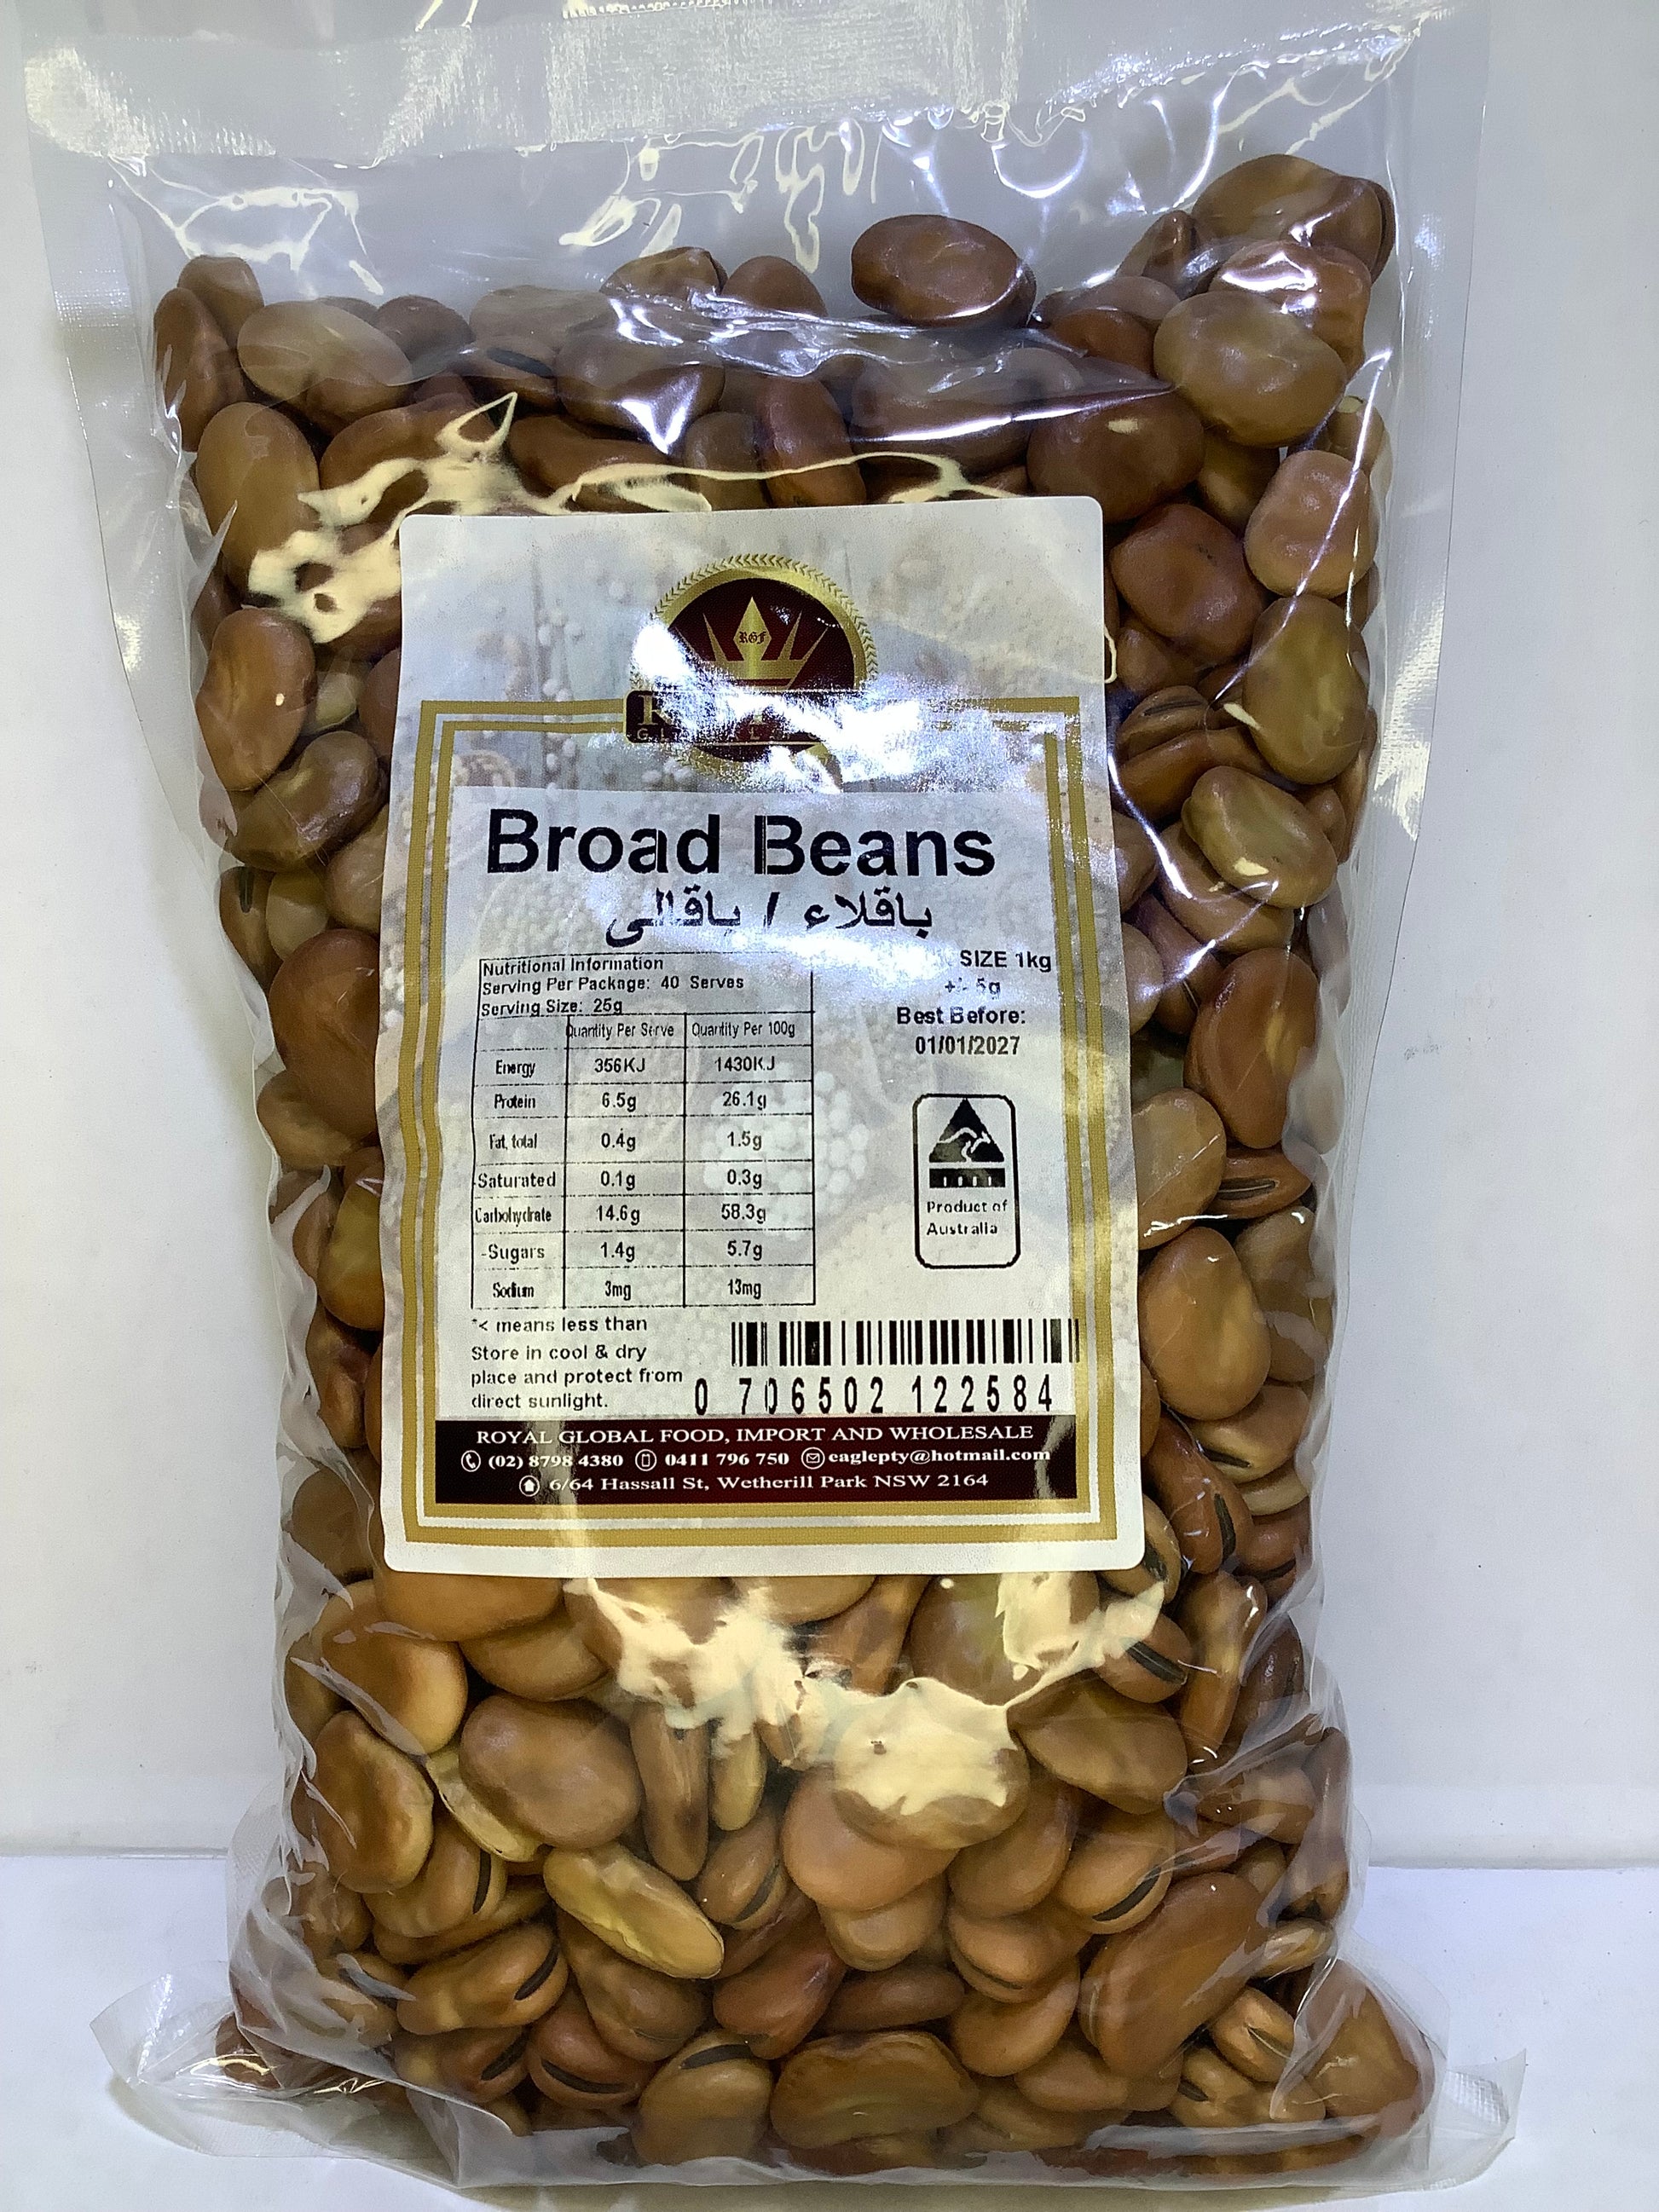 RGF
Broad Beans
باقلاء / باقالى
SIZE 1kg
+/- 5g
Best Before:
01/01/2027
Nutritional Information
Serving Per Package: 40 Serves
Serving Size: 25g
Quantity Per Serve Quantity Per 100g
Energy 356KJ 1430KJ
Protein 6.5g 26.1g
Fat, total 0.4g 1.5g
-Saturated 0.1g 0.3g
Carbohydrate 14.6g 58.3g
-Sugars 1.4g 5.7g
Sodium 3mg 13mg
Product of
Australia
*< means less than
Store in cool & dry
place and protect from
direct sunlight.
0 706502 122584
ROYAL GLOBAL FOOD, IMPORT AND WHOLESALE
(02) 8798 4380 0411 796 750 eaglepty@hotmail.com
6/64 Hassall St, Wetherill Park NSW 2164